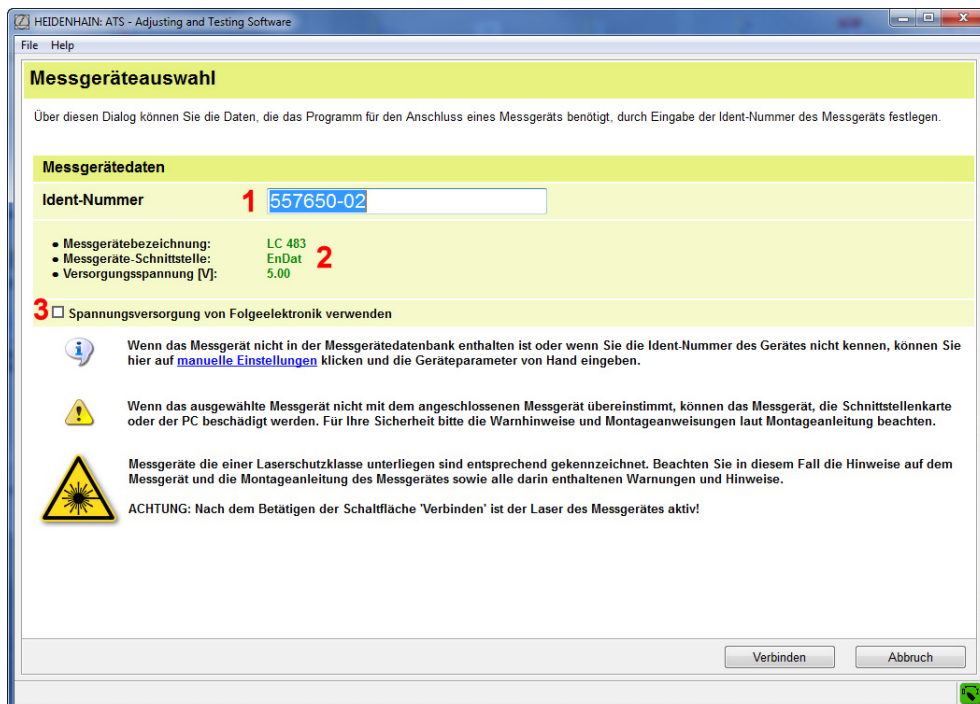 HEIDENHAIN: ATS - Adjusting and Testing Software
File Help
Messgeräteauswahl
Über diesen Dialog können Sie die Daten, die das Programm für den Anschluss eines Messgeräts benötigt, durch Eingabe der Ident-Nummer des Messgeräts festlegen.
Messgerätedaten
Ident-Nummer 1 557650-02
• Messgerätebezeichnung: LC 483
• Messgeräte-Schnittstelle: EnDat 2
• Versorgungsspannung [V]: 5.00
3 Spannungsversorgung von Folgeelektronik verwenden
Wenn das Messgerät nicht in der Messgerätedatenbank enthalten ist oder wenn Sie die Ident-Nummer des Gerätes nicht kennen, können Sie
hier auf manuelle Einstellungen klicken und die Geräteparameter von Hand eingeben.
Wenn das ausgewählte Messgerät nicht mit dem angeschlossenen Messgerät übereinstimmt, können das Messgerät, die Schnittstellenkarte
oder der PC beschädigt werden. Für Ihre Sicherheit bitte die Warnhinweise und Montageanweisungen laut Montageanleitung beachten.
Messgeräte die einer Laserschutzklasse unterliegen sind entsprechend gekennzeichnet. Beachten Sie in diesem Fall die Hinweise auf dem
Messgerät und die Montageanleitung des Messgerätes sowie alle darin enthaltenen Warnungen und Hinweise.
ACHTUNG: Nach dem Betätigen der Schaltfläche 'Verbinden' ist der Laser des Messgerätes aktiv!
Verbinden Abbruch